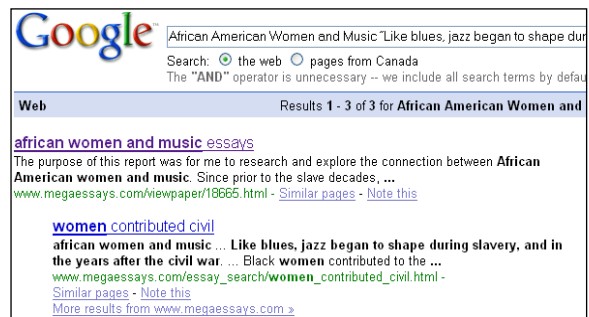 Google™
African American Women and Music "Like blues, jazz began to shape dur
Search: the web pages from Canada
The "AND" operator is unnecessary -- we include all search terms by defau
Web Results 1 - 3 of 3 for African American Women and
african women and music essays
The purpose of this report was for me to research and explore the connection between African
American women and music. Since prior to the slave decades, ...
www.megaessays.com/viewpaper/18665.html - Similar pages - Note this
women contributed civil
african women and music ... Like blues, jazz began to shape during slavery, and in
the years after the civil war. ... Black women contributed to the ...
www.megaessays.com/essay_search/women_contributed_civil.html -
Similar pages - Note this
More results from www.megaessays.com »